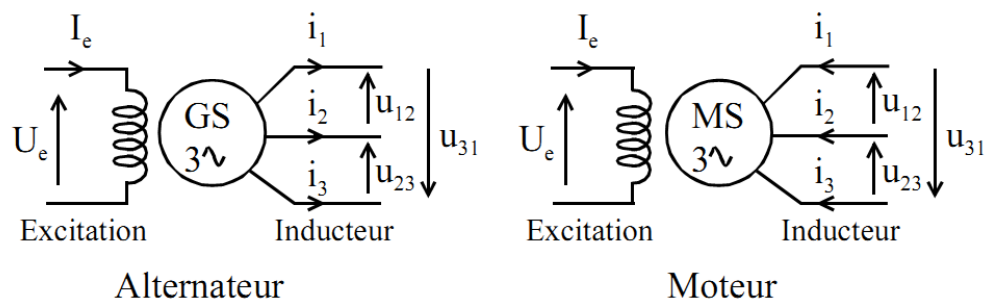 Iₑ
i₁
Uₑ
GS
3~
i₂
u₁₂
u₃₁
i₃
u₂₃
Excitation
Inducteur
Alternateur
Iₑ
i₁
Uₑ
MS
3~
i₂
u₁₂
u₃₁
i₃
u₂₃
Excitation
Inducteur
Moteur